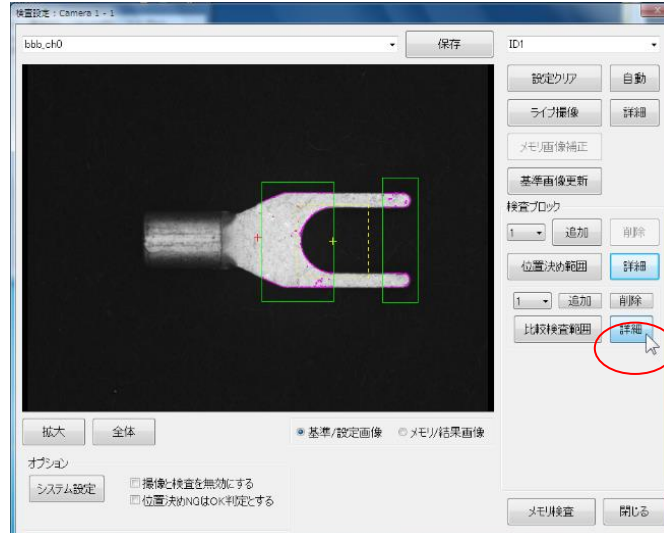 検査設定 : Camera 1 - 1
bbb_ch0
保存
ID1
設定クリア 自動
ライブ撮像 詳細
メモリ画像補正
基準画像更新
検査ブロック
1 追加 削除
位置決め範囲 詳細
1 追加 削除
比較検査範囲 詳細
拡大 全体
基準/設定画像 メモリ/結果画像
オプション
システム設定
撮像と検査を無効にする
位置決めNGはOK判定とする
メモリ検査 閉じる